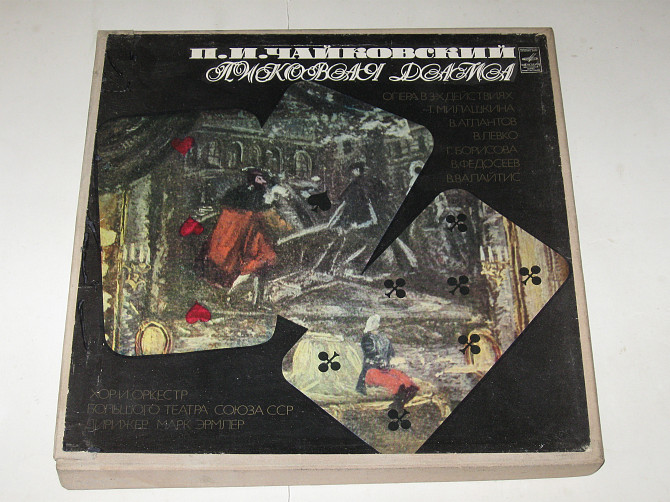 П.И.ЧАЙКОВСКИЙ
ПИКОВАЯ ДАМА
ОПЕРА В 3Х ДЕЙСТВИЯХ
Т.МИЛАШКИНА
В.АТЛАНТОВ
В.ЛЕВКО
Г.БОРИСОВА
В.ФЕДОСЕЕВ
В.ВАЛАЙТИС
ХОР И ОРКЕСТР
БОЛЬШОГО ТЕАТРА СОЮЗА ССР
ДИРИЖЕР МАРК ЭРМЛЕР